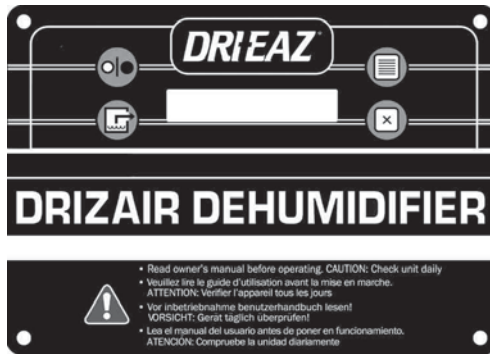 DRIEAZ
DRIZAIR DEHUMIDIFIER
• Read owner's manual before operating. CAUTION: Check unit daily
• Veuillez lire le guide d'utilisation avant la mise en marche.
ATTENTION: Verifier l'appareil tous les jours
• Vor inbetriebnahme benutzerhandbuch lesen!
VORSICHT: Gerät täglich überprüfen!
• Lea el manual del usuario antes de poner en funcionamiento.
ATENCIÓN: Compruebe la unidad diariamente